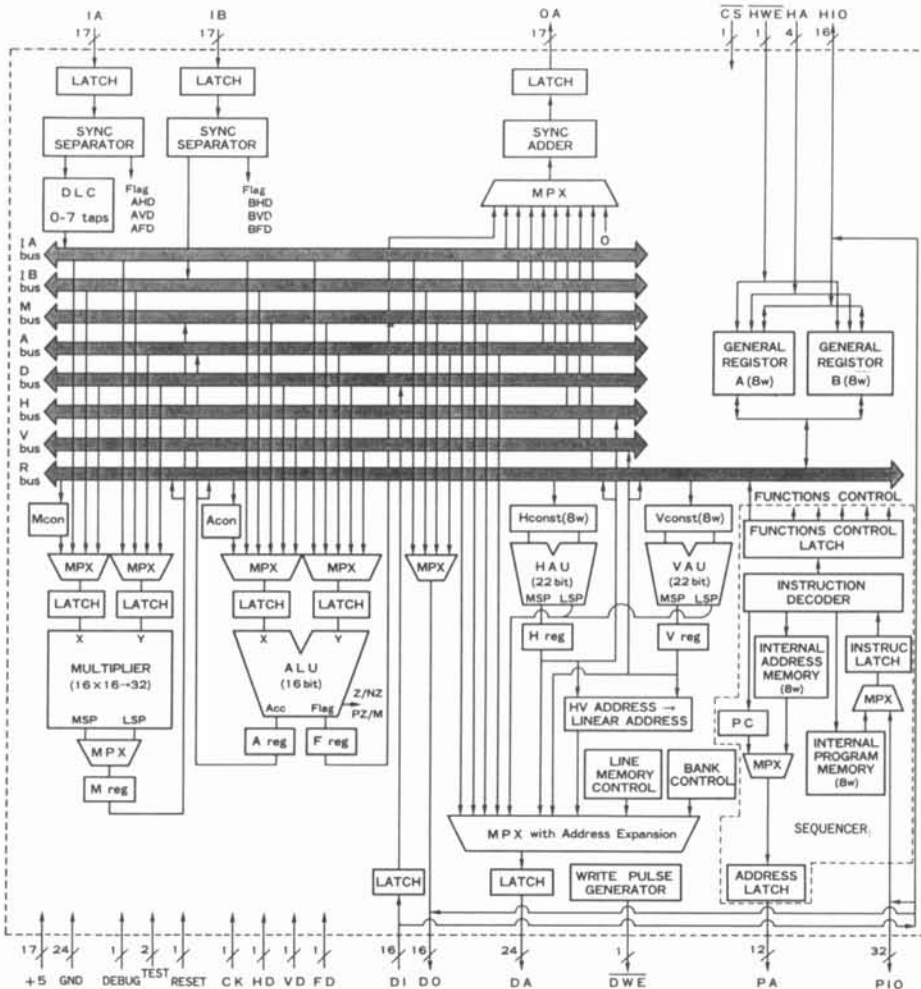 IA IB OA CS HWE HA HIO
17 17 17 1 1 4 16
LATCH LATCH LATCH
SYNC SEPARATOR SYNC SEPARATOR SYNC ADDER
DLC
0-7 taps
Flag
AHD
AVD
AFD
Flag
BHD
BVD
BFD
MPX
0
IA bus
IB bus
M bus
A bus
D bus
H bus
V bus
R bus
GENERAL REGISTOR A (8w)
GENERAL REGISTOR B (8w)
FUNCTIONS CONTROL
Mcon Acon Hconst(8w) Vconst(8w)
FUNCTIONS CONTROL LATCH
MPX MPX MPX MPX MPX
HAU (22 bit) MSP LSP
VAU (22 bit) MSP LSP
INSTRUCTION DECODER
LATCH LATCH LATCH LATCH
X Y X Y
H reg V reg
INTERNAL ADDRESS MEMORY (8w)
INSTRUC LATCH
MULTIPLIER (16×16→32)
MSP LSP
ALU (16 bit)
Acc Flag
Z/NZ
PZ/M
HV ADDRESS → LINEAR ADDRESS
PC
MPX
MPX
A reg F reg
MPX
M reg
LINE MEMORY CONTROL
BANK CONTROL
INTERNAL PROGRAM MEMORY (8w)
MPX with Address Expansion
SEQUENCER
LATCH LATCH
WRITE PULSE GENERATOR
ADDRESS LATCH
17 24 1 2 1 1 1 1 1 16 16 24 1 12 32
+5 GND DEBUG TEST RESET CK HD VD FD DI DO DA DWE PA PIO